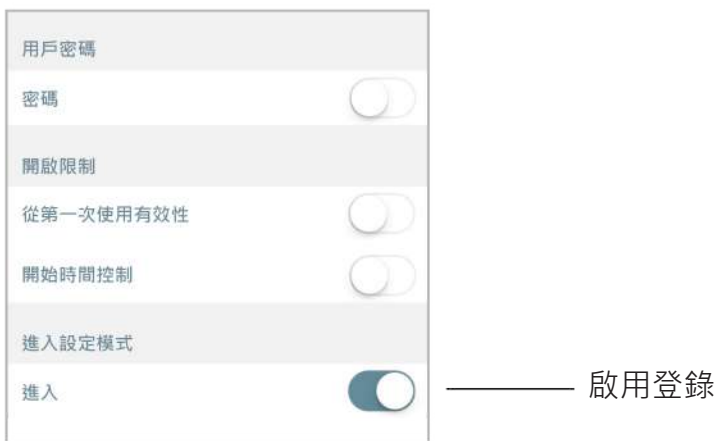 用戶密碼
密碼
開啟限制
從第一次使用有效性
開始時間控制
進入設定模式
進入
啟用登錄